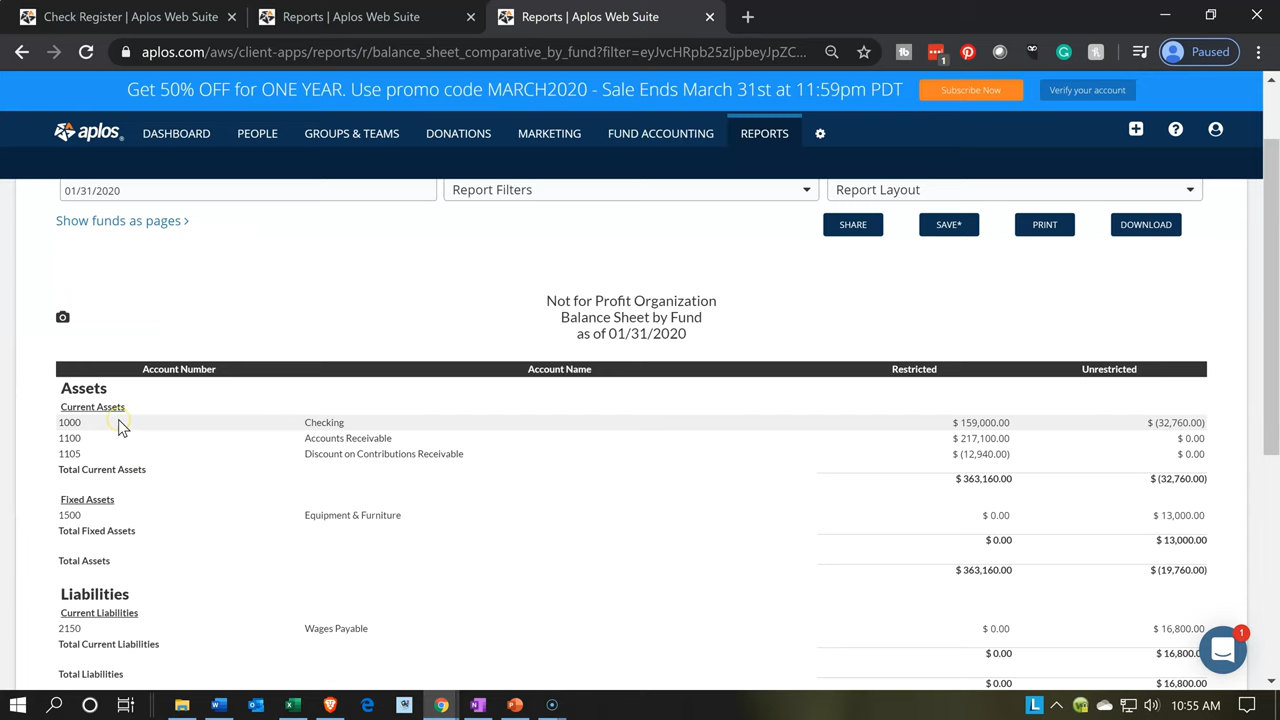 Check Register | Aplos Web Suite
Reports | Aplos Web Suite
Reports | Aplos Web Suite
aplos.com/aws/client-apps/reports/r/balance_sheet_comparative_by_fund?filter=eyJvcHRpb25zIjpbeyJpZC...
1
Paused
Get 50% OFF for ONE YEAR. Use promo code MARCH2020 - Sale Ends March 31st at 11:59pm PDT
Subscribe Now
Verify your account
aplos
DASHBOARD
PEOPLE
GROUPS & TEAMS
DONATIONS
MARKETING
FUND ACCOUNTING
REPORTS
01/31/2020
Report Filters
Report Layout
Show funds as pages >
SHARE
SAVE*
PRINT
DOWNLOAD
Not for Profit Organization
Balance Sheet by Fund
as of 01/31/2020
Account Number Account Name Restricted Unrestricted
Assets
Current Assets
1000 Checking $ 159,000.00 $ (32,760.00)
1100 Accounts Receivable $ 217,100.00 $ 0.00
1105 Discount on Contributions Receivable $ (12,940.00) $ 0.00
Total Current Assets $ 363,160.00 $ (32,760.00)
Fixed Assets
1500 Equipment & Furniture $ 0.00 $ 13,000.00
Total Fixed Assets $ 0.00 $ 13,000.00
Total Assets $ 363,160.00 $ (19,760.00)
Liabilities
Current Liabilities
2150 Wages Payable $ 0.00 $ 16,800.00
Total Current Liabilities $ 0.00 $ 16,800.00
Total Liabilities $ 0.00 $ 16,800.00
1
10:55 AM